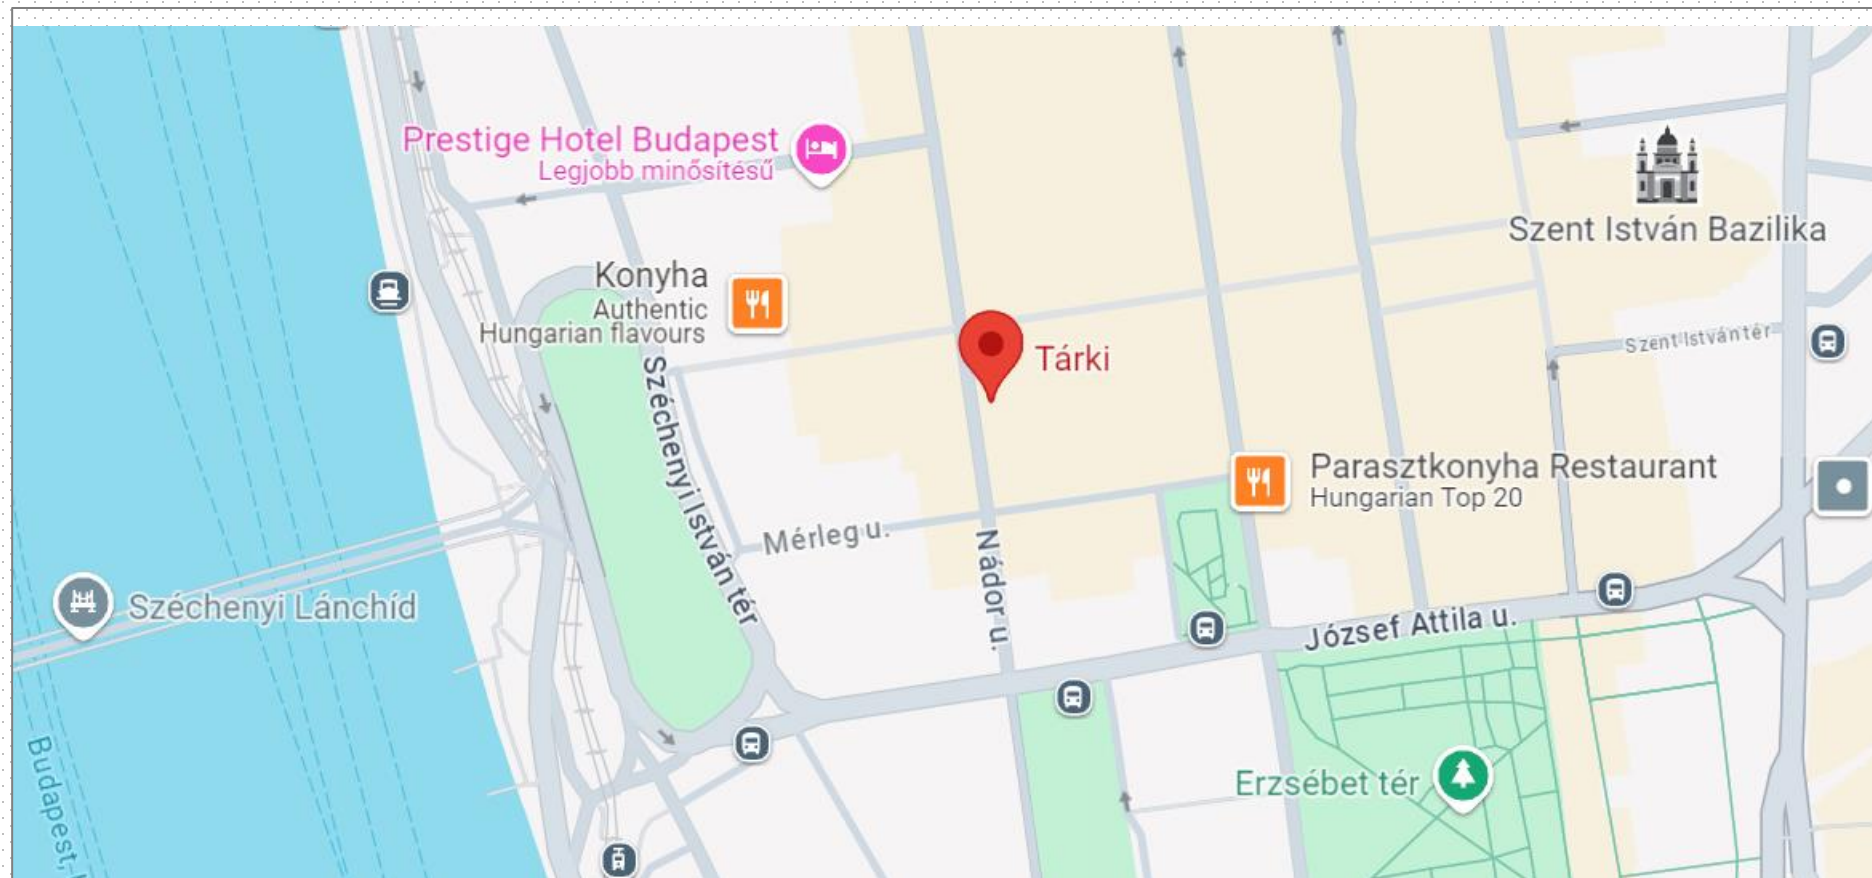 Prestige Hotel Budapest
Legjobb minősítésű
Szent István Bazilika
Konyha
Authentic
Hungarian flavours
Szent István tér
Tárki
Széchenyi István tér
Parasztkonyha Restaurant
Hungarian Top 20
Mérleg u.
Nádor u.
Széchenyi Lánchíd
József Attila u.
Erzsébet tér
Budapest,